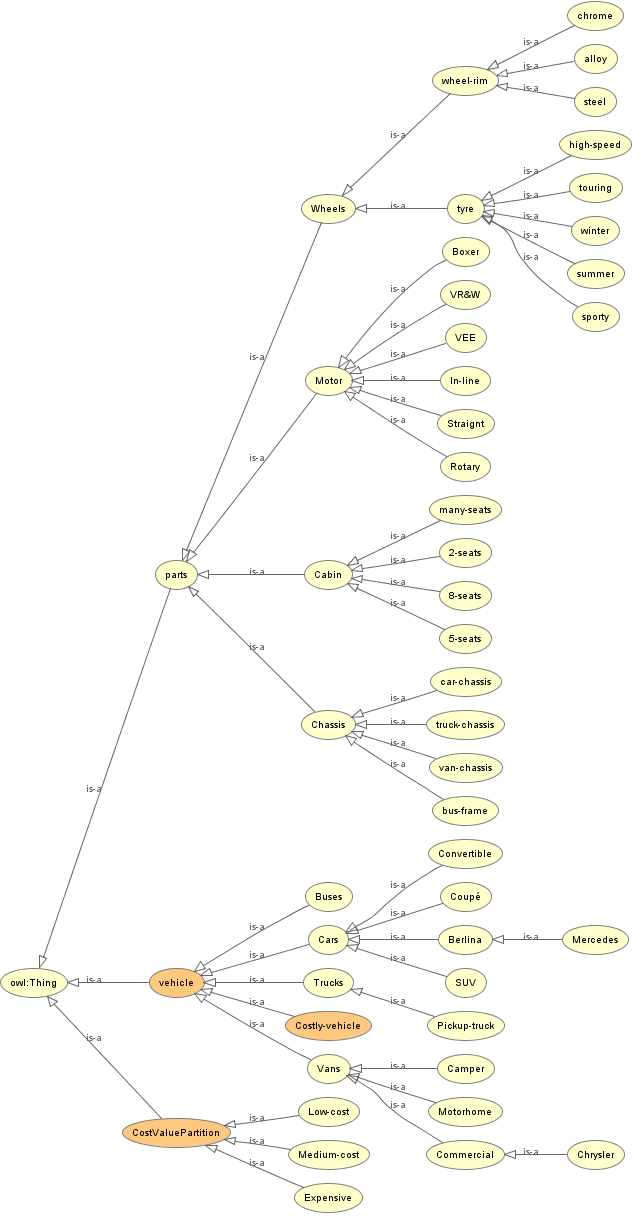 chrome
is-a
alloy
is-a
wheel-rim
is-a
steel
is-a
high-speed
is-a
touring
is-a
Wheels
is-a
tyre
is-a
winter
is-a
summer
is-a
sporty
Boxer
is-a
VR&W
is-a
VEE
is-a
is-a
Motor
is-a
In-line
is-a
Straignt
is-a
Rotary
is-a
many-seats
is-a
2-seats
is-a
parts
is-a
Cabin
is-a
8-seats
is-a
5-seats
is-a
car-chassis
is-a
Chassis
is-a
truck-chassis
is-a
van-chassis
is-a
bus-frame
is-a
Convertible
is-a
Buses
is-a
Coupé
Cars
is-a
Berlina
is-a
Mercedes
is-a
owl:Thing
is-a
vehicle
is-a
Trucks
is-a
SUV
is-a
Costly-vehicle
is-a
Pickup-truck
is-a
is-a
Vans
is-a
Camper
is-a
Motorhome
is-a
CostValuePartition
is-a
Low-cost
is-a
Medium-cost
is-a
Expensive
Commercial
is-a
Chrysler